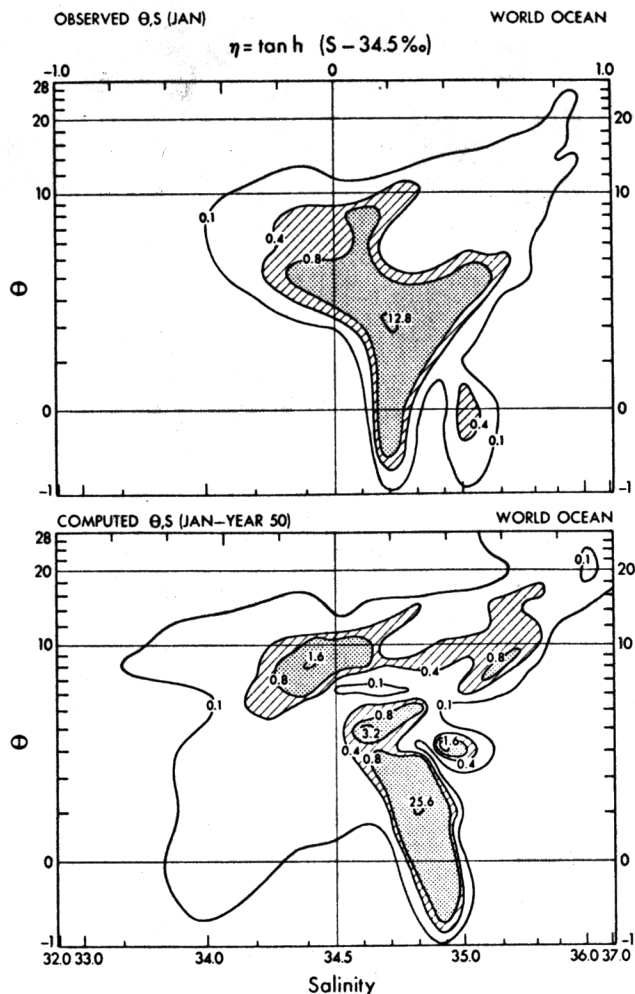 OBSERVED Θ,S (JAN) WORLD OCEAN
η = tan h (S – 34.5‰)
–1.0 0 1.0
28
20 20
10 10
0.1
0.4
0.8
Θ
12.8
0 0
0.4
0.1
–1 –1
COMPUTED Θ,S (JAN–YEAR 50) WORLD OCEAN
28
20 0.1 20
10 10
1.6 0.8
0.8 0.4
0.1
0.1 0.1
0.8
Θ 3.2 1.6
0.4 0.4
0.8
25.6
0 0
–1 –1
32.0 33.0 34.0 34.5 35.0 36.0 37.0
Salinity